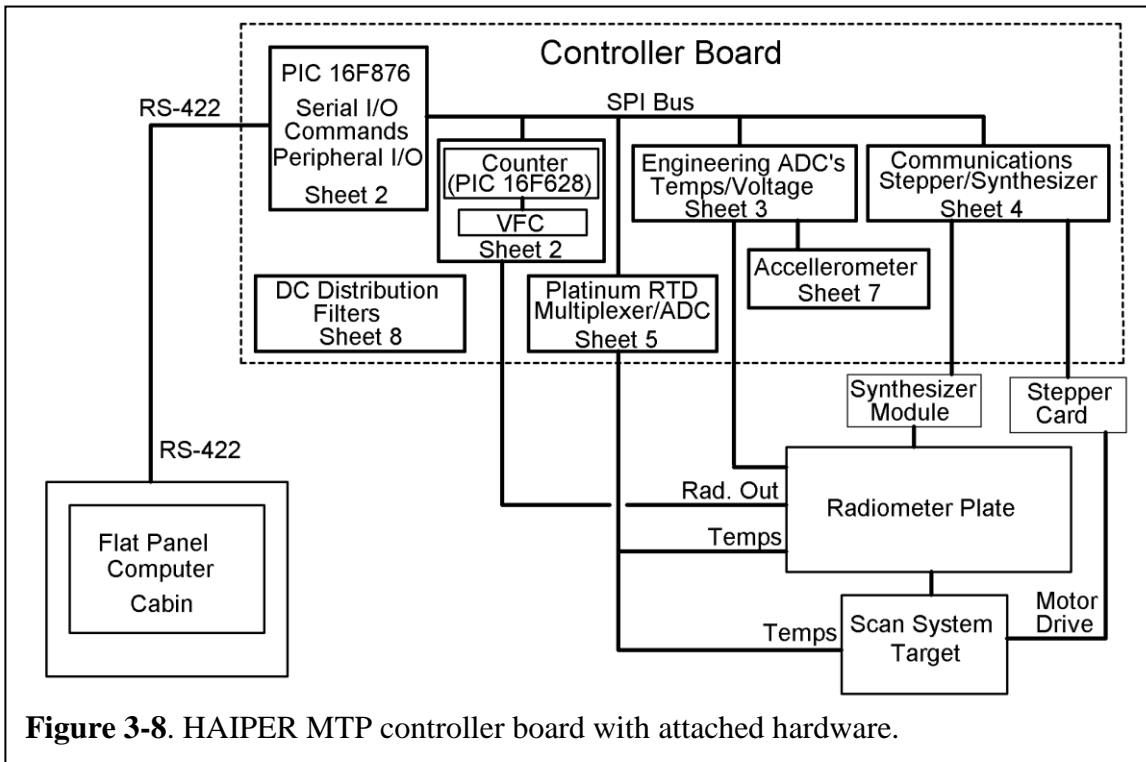 Controller Board
PIC 16F876
Serial I/O
Commands
Peripheral I/O
Sheet 2
RS-422
SPI Bus
Counter
(PIC 16F628)
VFC
Sheet 2
Engineering ADC's
Temps/Voltage
Sheet 3
Communications
Stepper/Synthesizer
Sheet 4
Accellerometer
Sheet 7
DC Distribution
Filters
Sheet 8
Platinum RTD
Multiplexer/ADC
Sheet 5
Synthesizer
Module
Stepper
Card
RS-422
Rad. Out
Radiometer Plate
Temps
Flat Panel
Computer
Cabin
Temps
Scan System
Target
Motor
Drive
Figure 3-8. HAIPER MTP controller board with attached hardware.